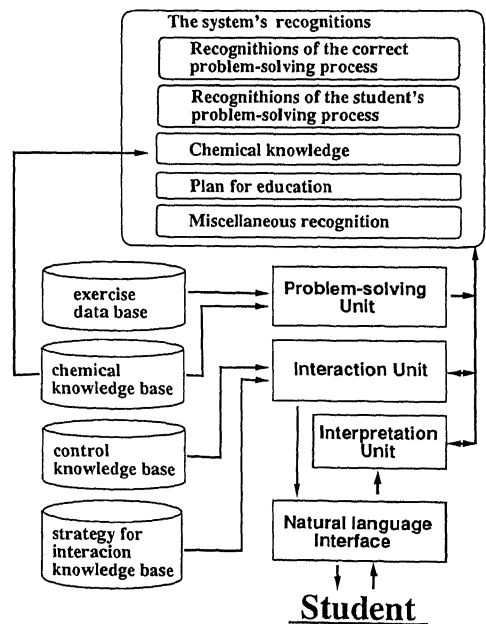 The system's recognitions
Recognithions of the correct
problem-solving process
Recognithions of the student's
problem-solving process
Chemical knowledge
Plan for education
Miscellaneous recognition
exercise
data base
Problem-solving
Unit
chemical
knowledge base
Interaction Unit
control
knowledge base
Interpretation
Unit
strategy for
interacion
knowledge base
Natural language
Interface
Student